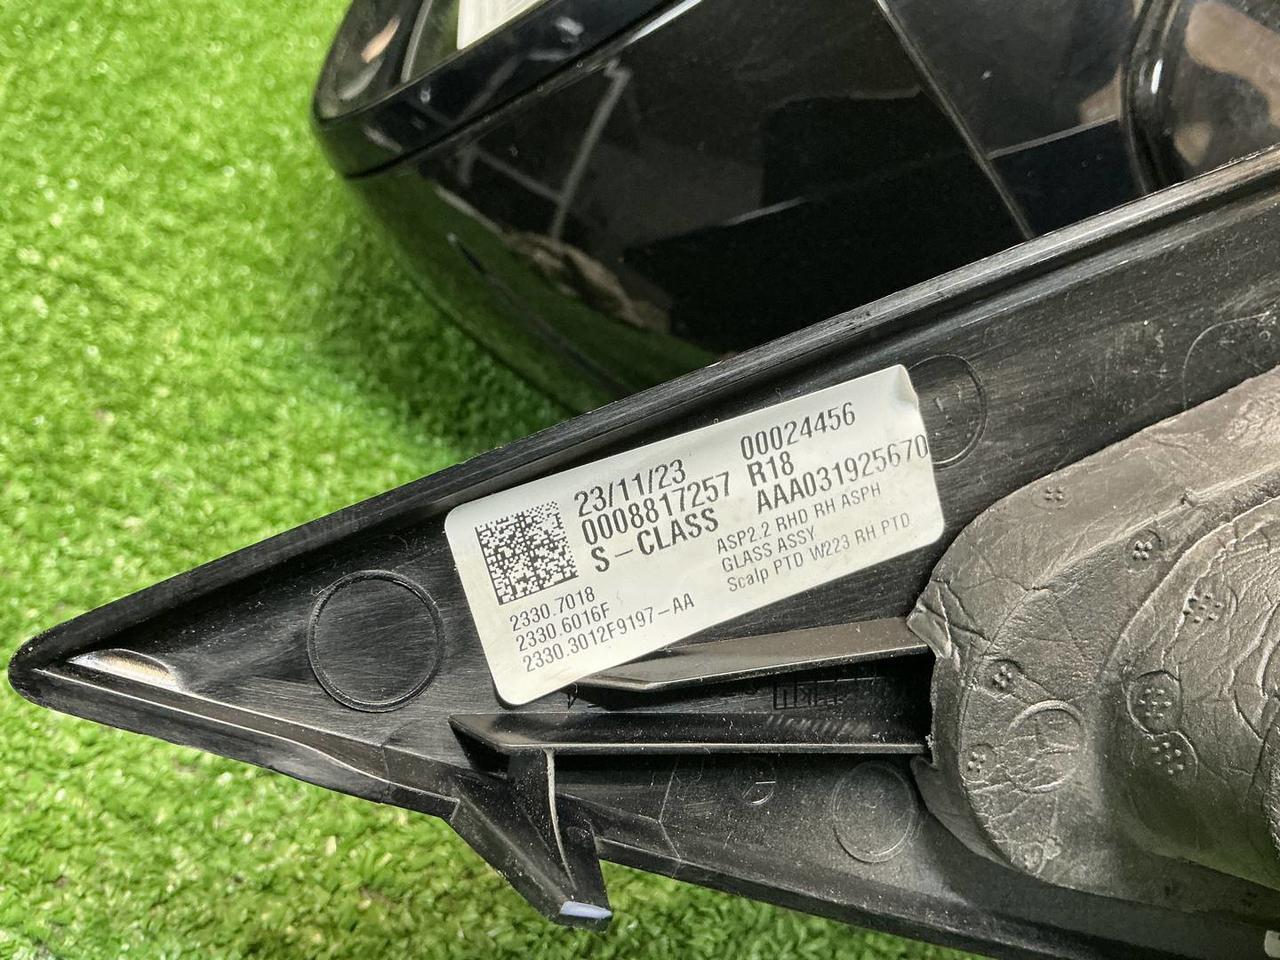 23/11/23 00024456
0008817257 R18
S-CLASS AAA031925670
ASP2.2 RHD RH ASPH
GLASS ASSY
Scalp PTD W223 RH PTD
2330.7018
2330.6016F
2330.3012F9197-AA